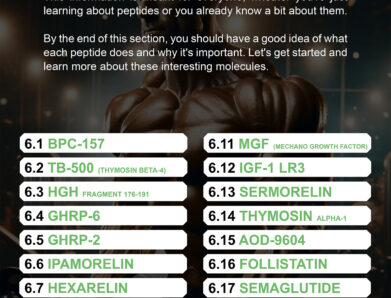 learning about peptides or you already know a bit about them.
By the end of this section, you should have a good idea of what
each peptide does and why it's important. Let's get started and
learn more about these interesting molecules.
6.1 BPC-157
6.2 TB-500 (THYMOSIN BETA-4)
6.3 HGH FRAGMENT 176-191
6.4 GHRP-6
6.5 GHRP-2
6.6 IPAMORELIN
6.7 HEXARELIN
6.11 MGF (MECHANO GROWTH FACTOR)
6.12 IGF-1 LR3
6.13 SERMORELIN
6.14 THYMOSIN ALPHA-1
6.15 AOD-9604
6.16 FOLLISTATIN
6.17 SEMAGLUTIDE